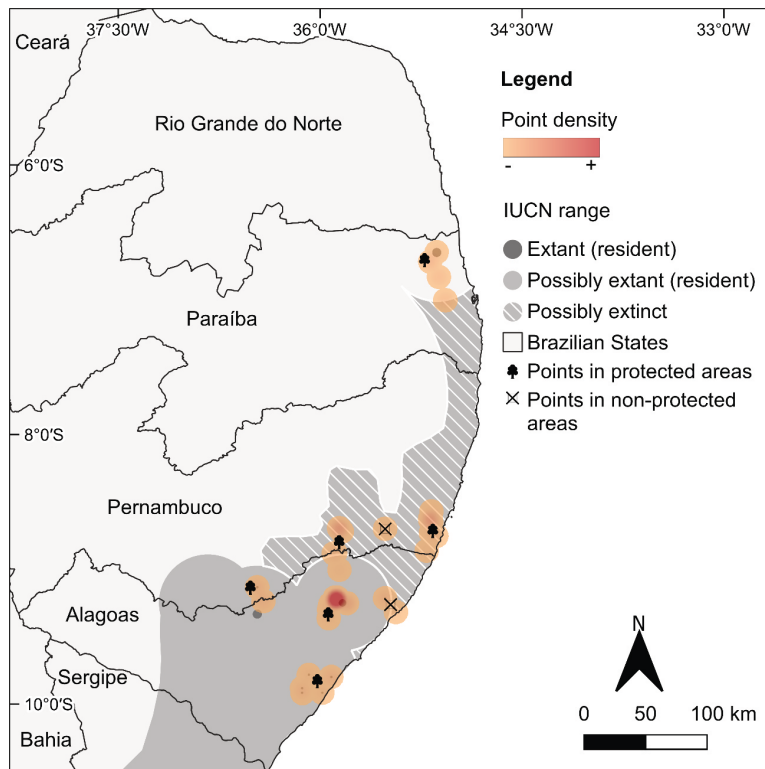 37°30'W 36°0'W 34°30'W 33°0'W
Ceará
Legend
Point density
Rio Grande do Norte
6°0'S
- +
IUCN range
Extant (resident)
Possibly extant (resident)
Possibly extinct
Paraíba
Brazilian States
Points in protected areas
Points in non-protected
areas
8°0'S
Pernambuco
Alagoas
N
Sergipe
10°0'S
0 50 100 km
Bahia